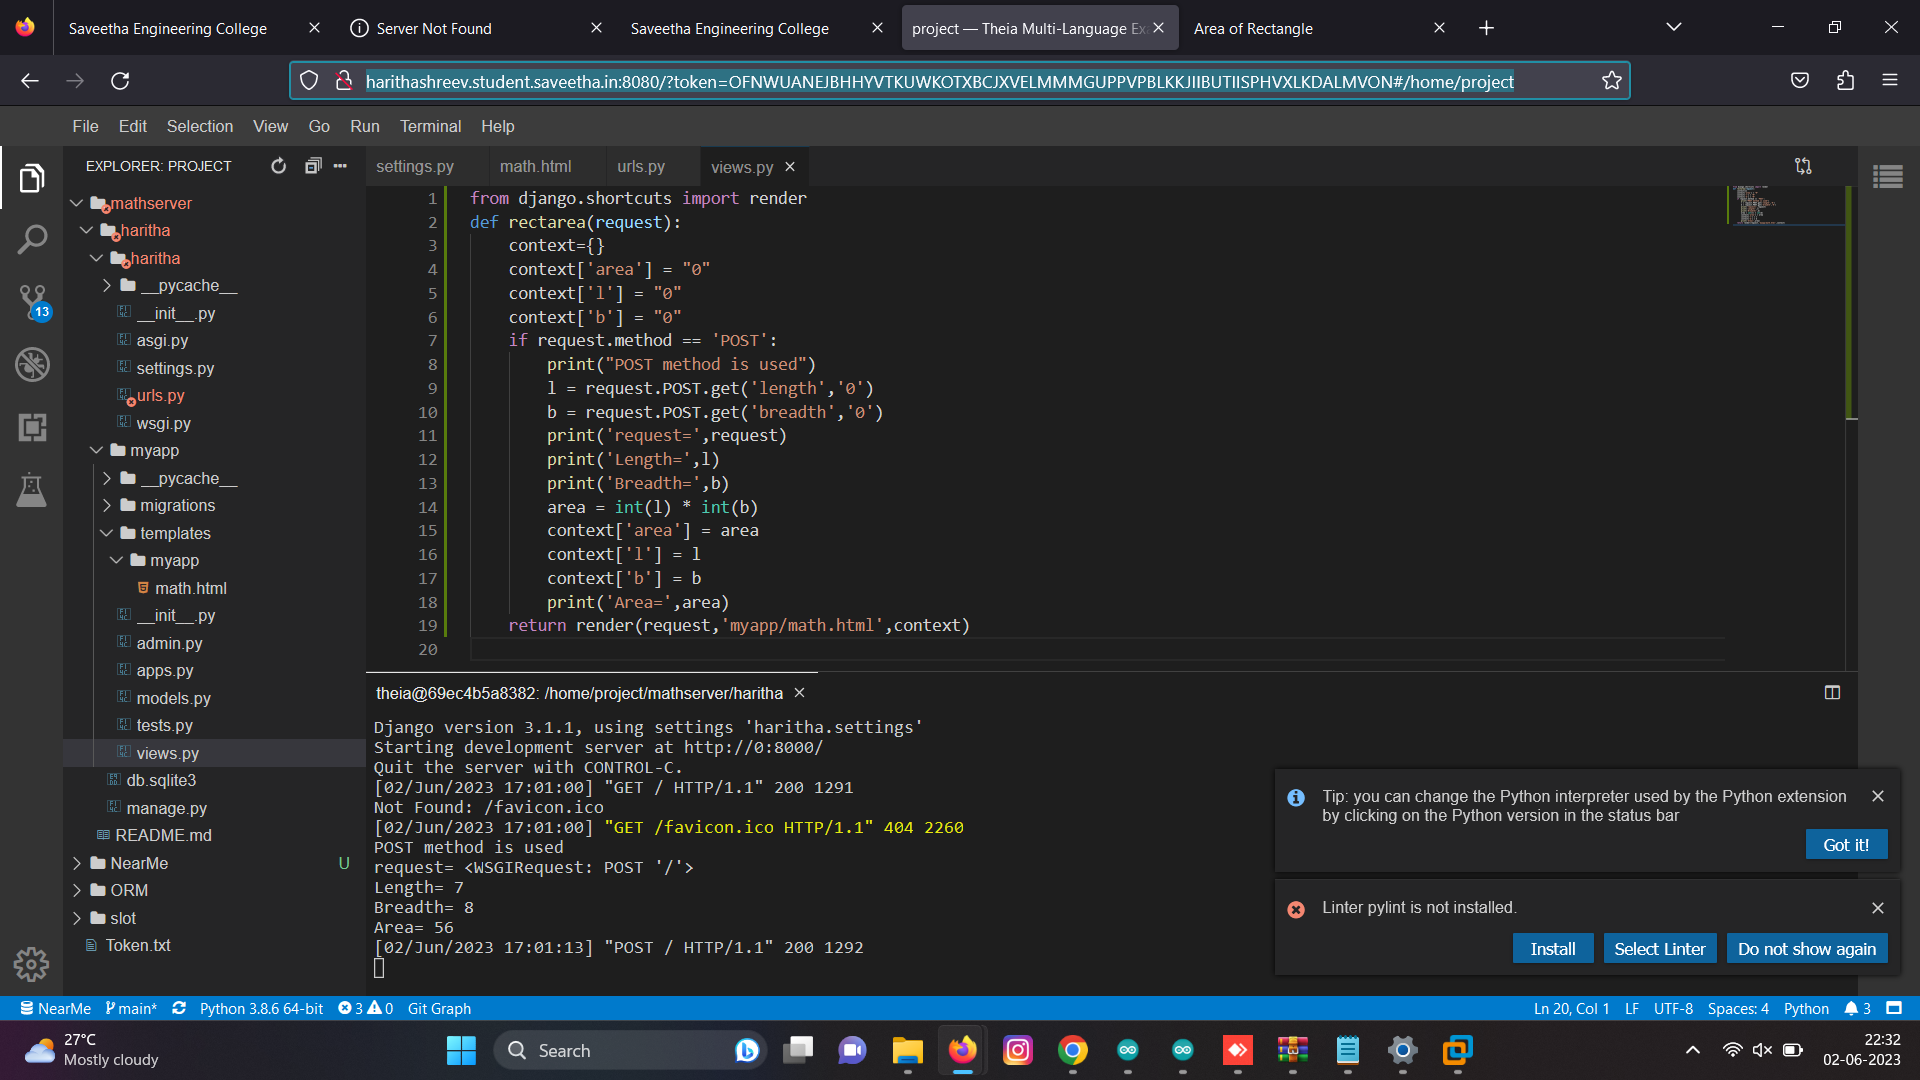 Saveetha Engineering College
Server Not Found
Saveetha Engineering College
project — Theia Multi-Language Ex
Area of Rectangle
harithashreev.student.saveetha.in:8080/?token=OFNWUANEJBHHYVTKUWKOTXBCJXVELMMMGUPPVPBLKKJIIBUTIISPHVXLKDALMVON#/home/project
File Edit Selection View Go Run Terminal Help
EXPLORER: PROJECT
settings.py math.html urls.py views.py
mathserver
haritha
haritha
__pycache__
__init__.py
asgi.py
settings.py
urls.py
wsgi.py
myapp
__pycache__
migrations
templates
myapp
math.html
__init__.py
admin.py
apps.py
models.py
tests.py
views.py
db.sqlite3
manage.py
README.md
NearMe U
ORM
slot
Token.txt
13
1 from django.shortcuts import render
2 def rectarea(request):
3 context={}
4 context['area'] = "0"
5 context['l'] = "0"
6 context['b'] = "0"
7 if request.method == 'POST':
8 print("POST method is used")
9 l = request.POST.get('length','0')
10 b = request.POST.get('breadth','0')
11 print('request=',request)
12 print('Length=',l)
13 print('Breadth=',b)
14 area = int(l) * int(b)
15 context['area'] = area
16 context['l'] = l
17 context['b'] = b
18 print('Area=',area)
19 return render(request,'myapp/math.html',context)
20
theia@69ec4b5a8382: /home/project/mathserver/haritha
Django version 3.1.1, using settings 'haritha.settings'
Starting development server at http://0:8000/
Quit the server with CONTROL-C.
[02/Jun/2023 17:01:00] "GET / HTTP/1.1" 200 1291
Not Found: /favicon.ico
[02/Jun/2023 17:01:00] "GET /favicon.ico HTTP/1.1" 404 2260
POST method is used
request= <WSGIRequest: POST '/'>
Length= 7
Breadth= 8
Area= 56
[02/Jun/2023 17:01:13] "POST / HTTP/1.1" 200 1292
Tip: you can change the Python interpreter used by the Python extension
by clicking on the Python version in the status bar
Got it!
Linter pylint is not installed.
Install Select Linter Do not show again
NearMe main* Python 3.8.6 64-bit 3 0 Git Graph
Ln 20, Col 1 LF UTF-8 Spaces: 4 Python 3
27°C
Mostly cloudy
Search
22:32
02-06-2023